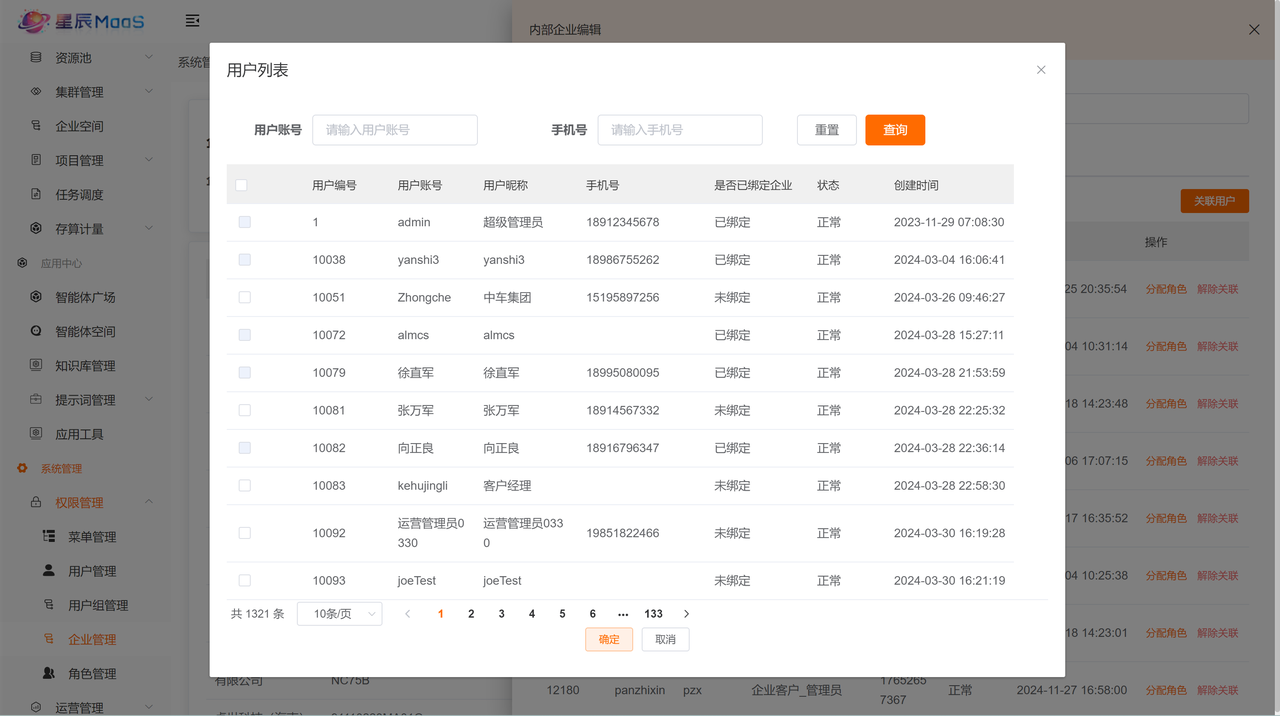 星辰MaaS
内部企业编辑
资源池
集群管理
企业空间
项目管理
任务调度
存算计量
应用中心
智能体广场
智能体空间
知识库管理
提示词管理
应用工具
系统管理
权限管理
菜单管理
用户管理
用户组管理
企业管理
角色管理
运营管理
系统管
用户列表
用户账号 请输入用户账号 手机号 请输入手机号 重置 查询
用户编号 用户账号 用户昵称 手机号 是否已绑定企业 状态 创建时间
1 admin 超级管理员 18912345678 已绑定 正常 2023-11-29 07:08:30
10038 yanshi3 yanshi3 18986755262 已绑定 正常 2024-03-04 16:06:41
10051 Zhongche 中车集团 15195897256 未绑定 正常 2024-03-26 09:46:27
10072 almcs almcs 已绑定 正常 2024-03-28 15:27:11
10079 徐直军 徐直军 18995080095 已绑定 正常 2024-03-28 21:53:59
10081 张万军 张万军 18914567332 未绑定 正常 2024-03-28 22:25:32
10082 向正良 向正良 18916796347 已绑定 正常 2024-03-28 22:36:14
10083 kehujingli 客户经理 未绑定 正常 2024-03-28 22:58:30
10092 运营管理员0330 运营管理员0330 19851822466 未绑定 正常 2024-03-30 16:19:28
10093 joeTest joeTest 未绑定 正常 2024-03-30 16:21:19
共 1321 条 10条/页 1 2 3 4 5 6 ••• 133
确定 取消
关联用户
操作
25 20:35:54 分配角色 解除关联
04 10:31:14 分配角色 解除关联
18 14:23:48 分配角色 解除关联
06 17:07:15 分配角色 解除关联
17 16:35:52 分配角色 解除关联
04 10:25:38 分配角色 解除关联
18 14:23:01 分配角色 解除关联
有限公司 NC75B
12180 panzhixin pzx 企业客户_管理员 17652657367 正常 2024-11-27 16:58:00 分配角色 解除关联